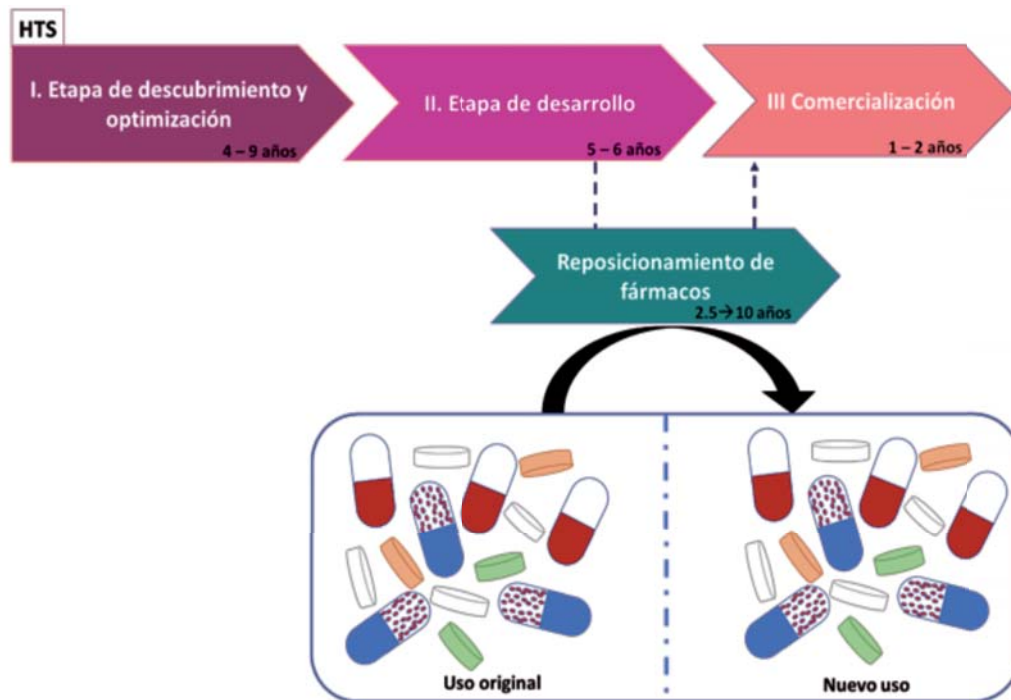 HTS
I. Etapa de descubrimiento y
optimización
4 – 9 años
II. Etapa de desarrollo
5 – 6 años
III Comercialización
1 – 2 años
Reposicionamiento de
fármacos
2.5→10 años
Uso original
Nuevo uso